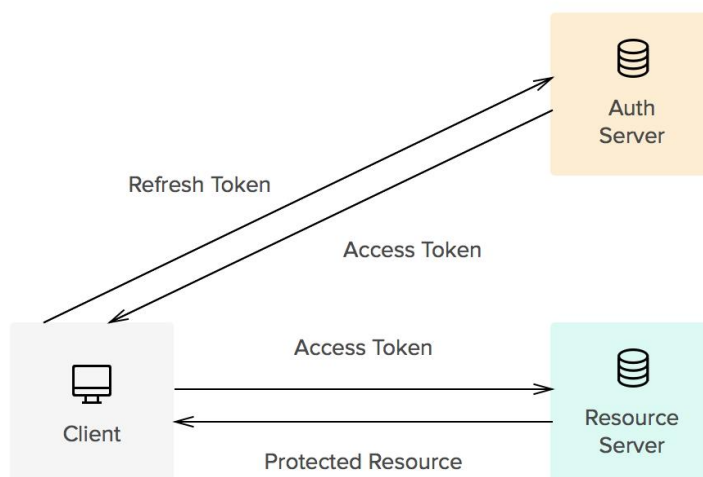 Auth
Server
Refresh Token
Access Token
Access Token
Client
Resource
Server
Protected Resource